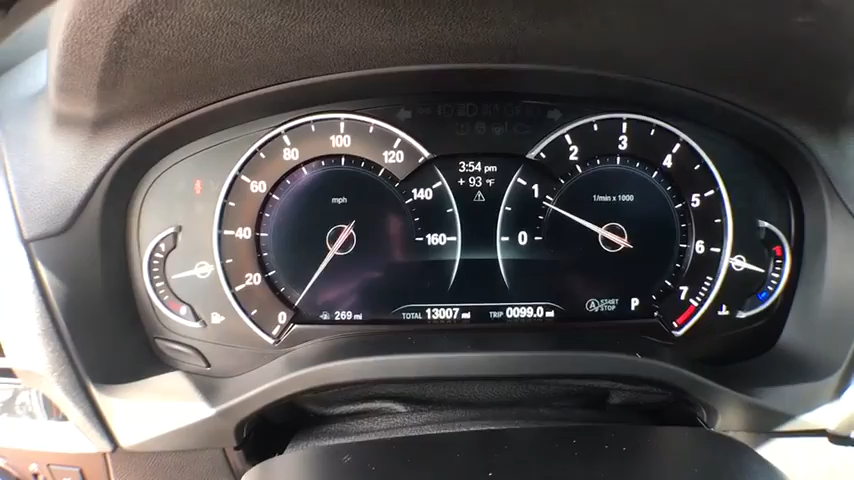 3:54 pm
+ 93 °F
mph
0
20
40
60
80
100
120
140
160
1/min x 1000
0
1
2
3
4
5
6
7
269 mi
TOTAL 13007 mi
TRIP 0099.0 mi
A START
STOP
P